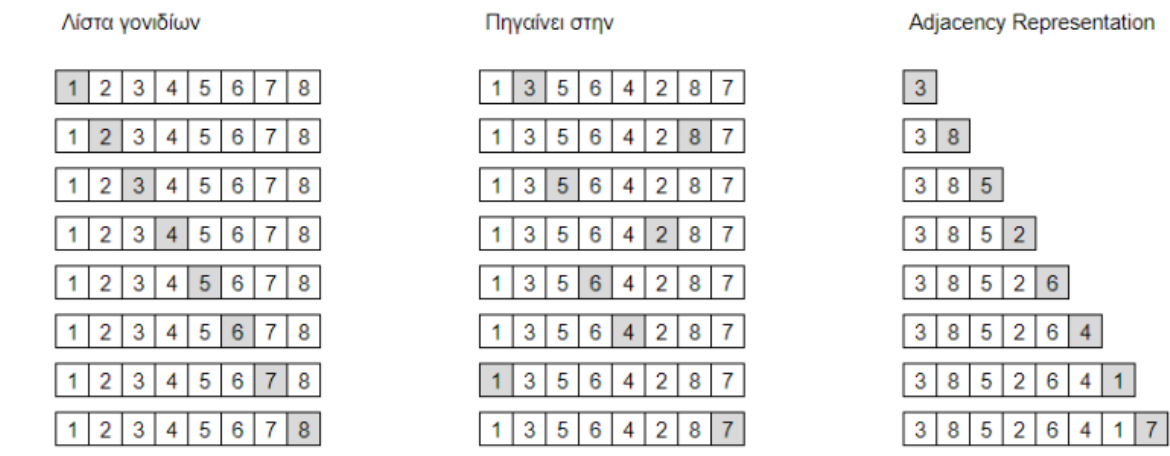 Λίστα γονιδίων Πηγαίνει στην Adjacency Representation
1 2 3 4 5 6 7 8 1 3 5 6 4 2 8 7 3
1 2 3 4 5 6 7 8 1 3 5 6 4 2 8 7 3 8
1 2 3 4 5 6 7 8 1 3 5 6 4 2 8 7 3 8 5
1 2 3 4 5 6 7 8 1 3 5 6 4 2 8 7 3 8 5 2
1 2 3 4 5 6 7 8 1 3 5 6 4 2 8 7 3 8 5 2 6
1 2 3 4 5 6 7 8 1 3 5 6 4 2 8 7 3 8 5 2 6 4
1 2 3 4 5 6 7 8 1 3 5 6 4 2 8 7 3 8 5 2 6 4 1
1 2 3 4 5 6 7 8 1 3 5 6 4 2 8 7 3 8 5 2 6 4 1 7